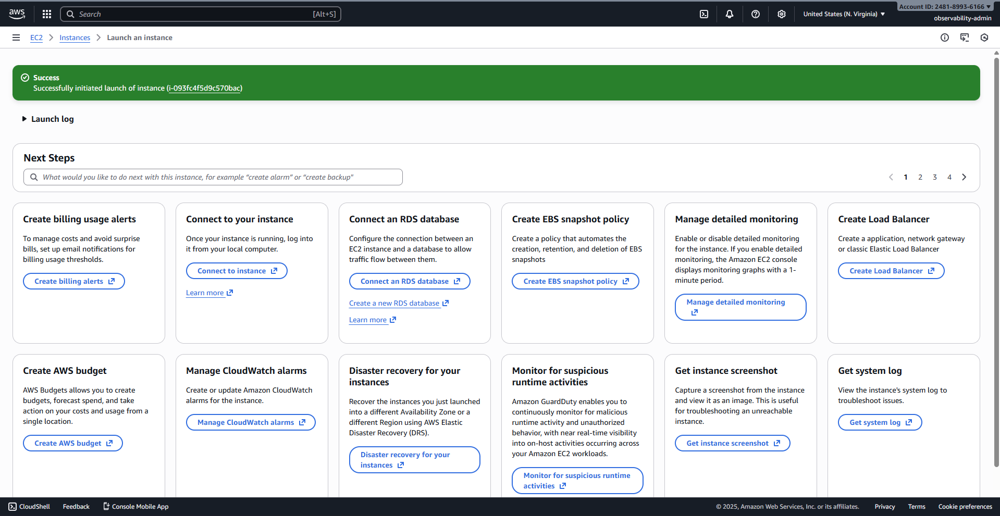 aws
Search [Alt+S]
United States (N. Virginia)
Account ID: 2481-8993-6166
observability-admin
EC2 Instances Launch an instance
Success
Successfully initiated launch of instance (i-093fc4f5d9c570bac)
Launch log
Next Steps
What would you like to do next with this instance, for example “create alarm” or “create backup"
1 2 3 4
Create billing usage alerts
To manage costs and avoid surprise
bills, set up email notifications for
billing usage thresholds.
Create billing alerts
Connect to your instance
Once your instance is running, log into
it from your local computer.
Connect to instance
Learn more
Connect an RDS database
Configure the connection between an
EC2 instance and a database to allow
traffic flow between them.
Connect an RDS database
Create a new RDS database
Learn more
Create EBS snapshot policy
Create a policy that automates the
creation, retention, and deletion of EBS
snapshots
Create EBS snapshot policy
Manage detailed monitoring
Enable or disable detailed monitoring
for the instance. If you enable detailed
monitoring, the Amazon EC2 console
displays monitoring graphs with a 1-
minute period.
Manage detailed monitoring
Create Load Balancer
Create a application, network gateway
or classic Elastic Load Balancer
Create Load Balancer
Create AWS budget
AWS Budgets allows you to create
budgets, forecast spend, and take
action on your costs and usage from a
single location.
Create AWS budget
Manage CloudWatch alarms
Create or update Amazon CloudWatch
alarms for the instance.
Manage CloudWatch alarms
Disaster recovery for your
instances
Recover the instances you just launched
into a different Availability Zone or a
different Region using AWS Elastic
Disaster Recovery (DRS).
Disaster recovery for your
instances
Monitor for suspicious
runtime activities
Amazon GuardDuty enables you to
continuously monitor for malicious
runtime activity and unauthorized
behavior, with near real-time visibility
into on-host activities occurring across
your Amazon EC2 workloads.
Monitor for suspicious runtime
activities
Get instance screenshot
Capture a screenshot from the instance
and view it as an image. This is useful
for troubleshooting an unreachable
instance.
Get instance screenshot
Get system log
View the instance's system log to
troubleshoot issues.
Get system log
CloudShell Feedback Console Mobile App
© 2025, Amazon Web Services, Inc. or its affiliates. Privacy Terms Cookie preferences